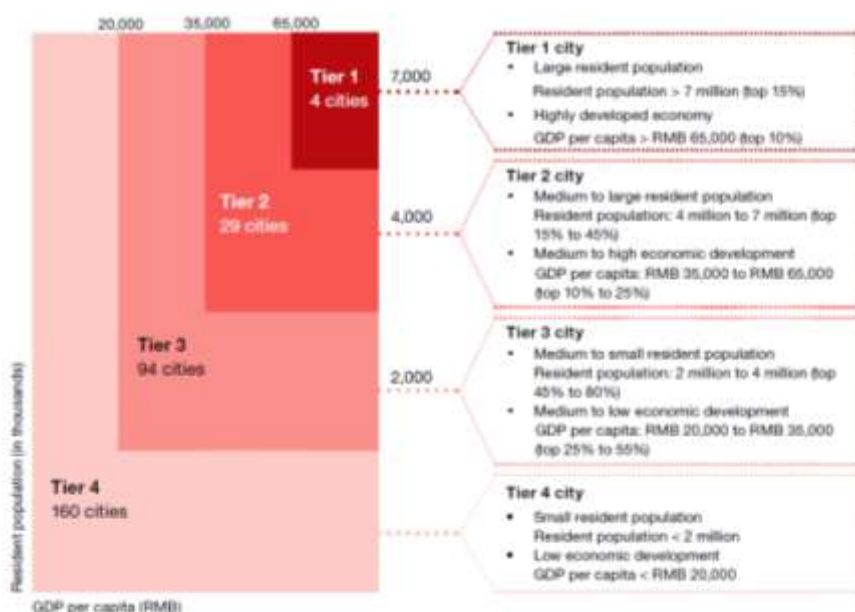 20,000 35,000 65,000
Tier 1
4 cities
7,000
Tier 2
29 cities
4,000
Tier 3
94 cities
2,000
Tier 4
160 cities
Resident population (in thousands)
GDP per capita (RMB)
Tier 1 city
• Large resident population
Resident population > 7 million (top 15%)
• Highly developed economy
GDP per capita > RMB 65,000 (top 10%)
Tier 2 city
• Medium to large resident population
Resident population: 4 million to 7 million (top
15% to 45%)
• Medium to high economic development
GDP per capita: RMB 35,000 to RMB 65,000
(top 10% to 25%)
Tier 3 city
• Medium to small resident population
Resident population: 2 million to 4 million (top
45% to 80%)
• Medium to low economic development
GDP per capita: RMB 20,000 to RMB 35,000
(top 25% to 55%)
Tier 4 city
• Small resident population
Resident population < 2 million
• Low economic development
GDP per capita < RMB 20,000